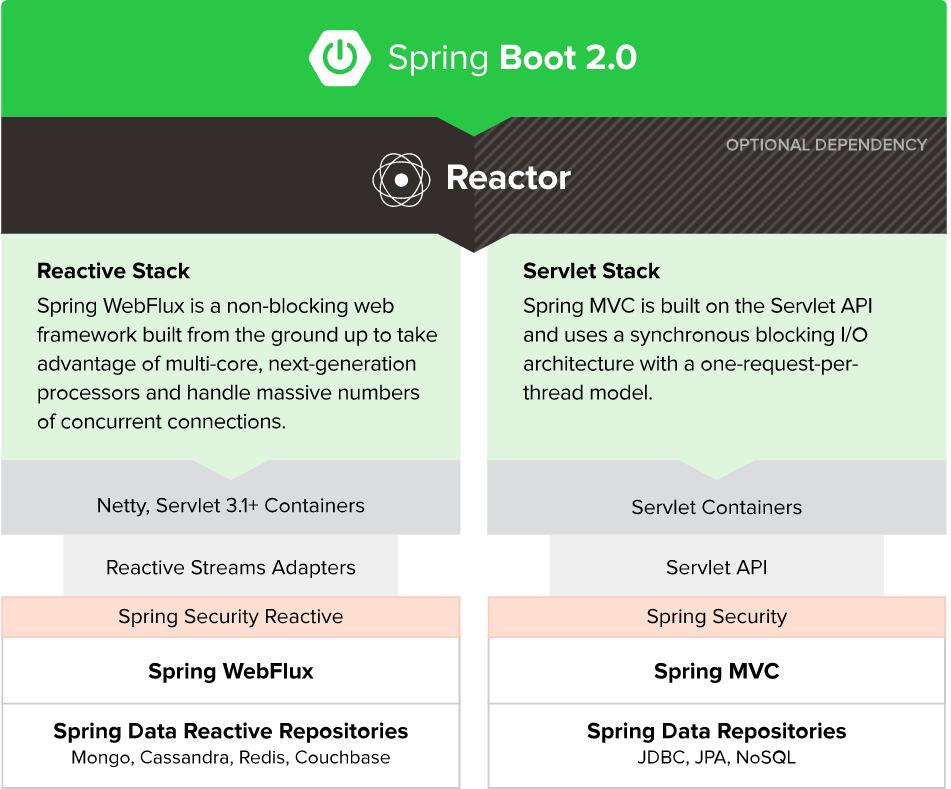 Spring Boot 2.0
OPTIONAL DEPENDENCY
Reactor
Reactive Stack
Spring WebFlux is a non-blocking web
framework built from the ground up to take
advantage of multi-core, next-generation
processors and handle massive numbers
of concurrent connections.
Netty, Servlet 3.1+ Containers
Reactive Streams Adapters
Spring Security Reactive
Spring WebFlux
Spring Data Reactive Repositories
Mongo, Cassandra, Redis, Couchbase
Servlet Stack
Spring MVC is built on the Servlet API
and uses a synchronous blocking I/O
architecture with a one-request-per-
thread model.
Servlet Containers
Servlet API
Spring Security
Spring MVC
Spring Data Repositories
JDBC, JPA, NoSQL